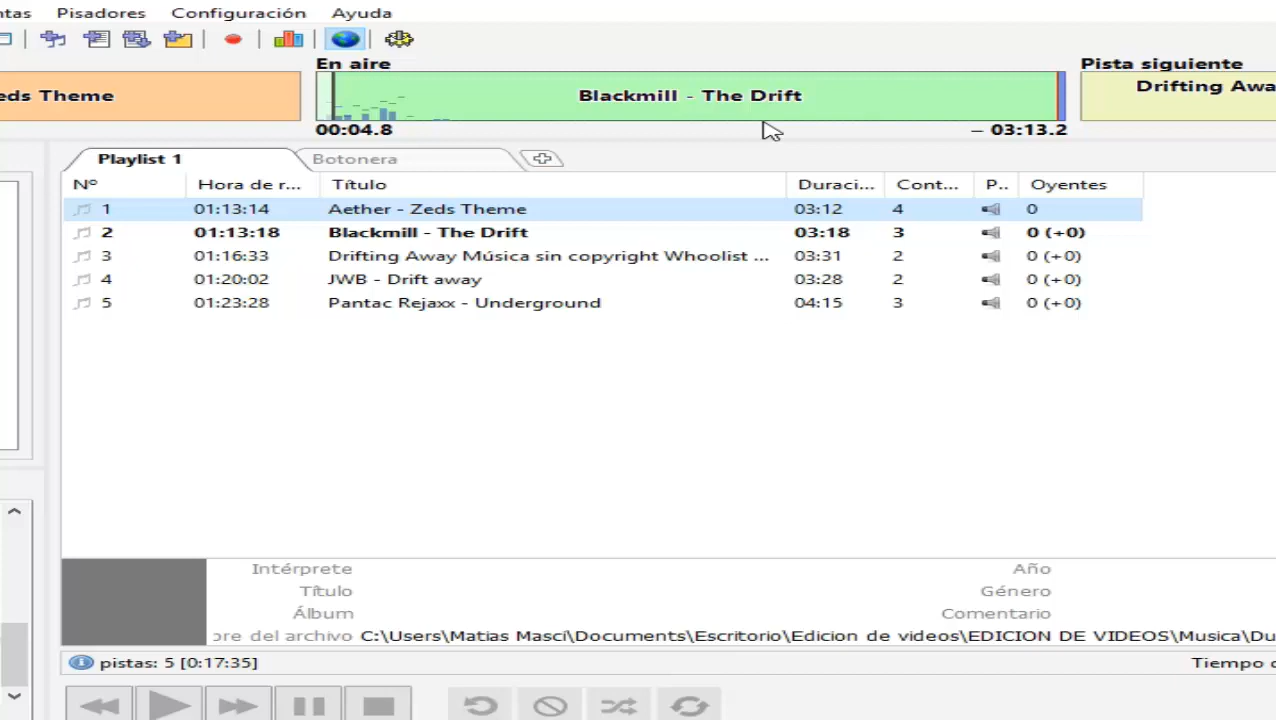 ntas Pisadores Configuración Ayuda
En aire Pista siguiente
eds Theme Blackmill - The Drift Drifting Awa
00:04.8 – 03:13.2
Playlist 1 Botonera
Nº Hora de r... Título Duraci... Cont... P.. Oyentes
1 01:13:14 Aether - Zeds Theme 03:12 4 0
2 01:13:18 Blackmill - The Drift 03:18 3 0 (+0)
3 01:16:33 Drifting Away Música sin copyright Whoolist ... 03:31 2 0 (+0)
4 01:20:02 JWB - Drift away 03:28 2 0 (+0)
5 01:23:28 Pantac Rejaxx - Underground 04:15 3 0 (+0)
Intérprete Año
Título Género
Álbum Comentario
bre del archivo C:\Users\Matias Masci\Documents\Escritorio\Edicion de videos\EDICION DE VIDEOS\Musica\Du
pistas: 5 [0:17:35] Tiempo d